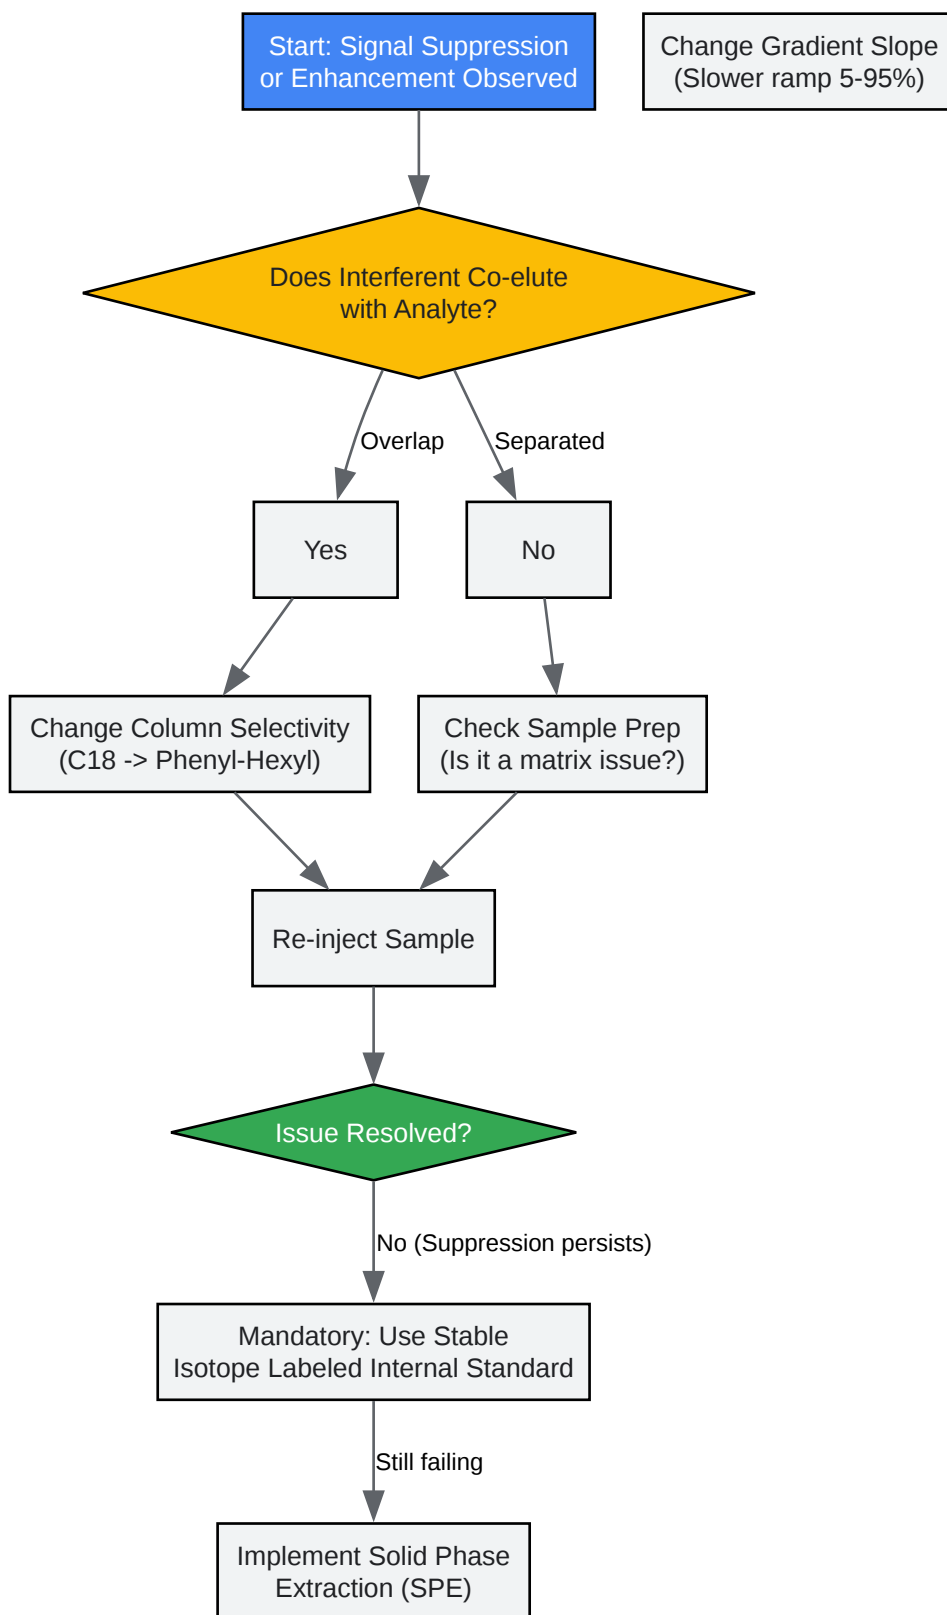 Start: Signal Suppression
or Enhancement Observed
Change Gradient Slope
(Slower ramp 5-95%)
Does Interferent Co-elute
with Analyte?
Overlap
Separated
Yes
No
Change Column Selectivity
(C18 -> Phenyl-Hexyl)
Check Sample Prep
(Is it a matrix issue?)
Re-inject Sample
Issue Resolved?
No (Suppression persists)
Mandatory: Use Stable
Isotope Labeled Internal Standard
Still failing
Implement Solid Phase
Extraction (SPE)